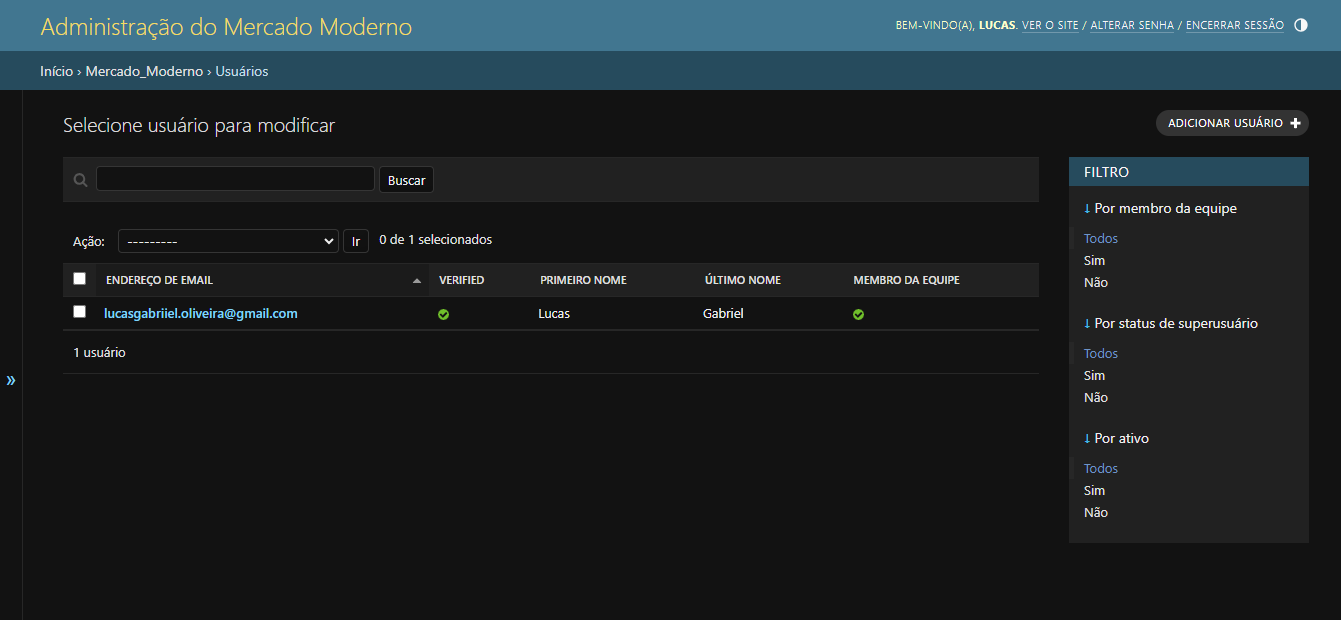 Administração do Mercado Moderno
BEM-VINDO(A), LUCAS. VER O SITE / ALTERAR SENHA / ENCERRAR SESSÃO
Início › Mercado_Moderno › Usuários
Selecione usuário para modificar
ADICIONAR USUÁRIO +
Buscar
Ação: --------- Ir 0 de 1 selecionados
ENDEREÇO DE EMAIL VERIFIED PRIMEIRO NOME ÚLTIMO NOME MEMBRO DA EQUIPE
lucasgabriiel.oliveira@gmail.com Lucas Gabriel
1 usuário
»
FILTRO
↓ Por membro da equipe
Todos
Sim
Não
↓ Por status de superusuário
Todos
Sim
Não
↓ Por ativo
Todos
Sim
Não